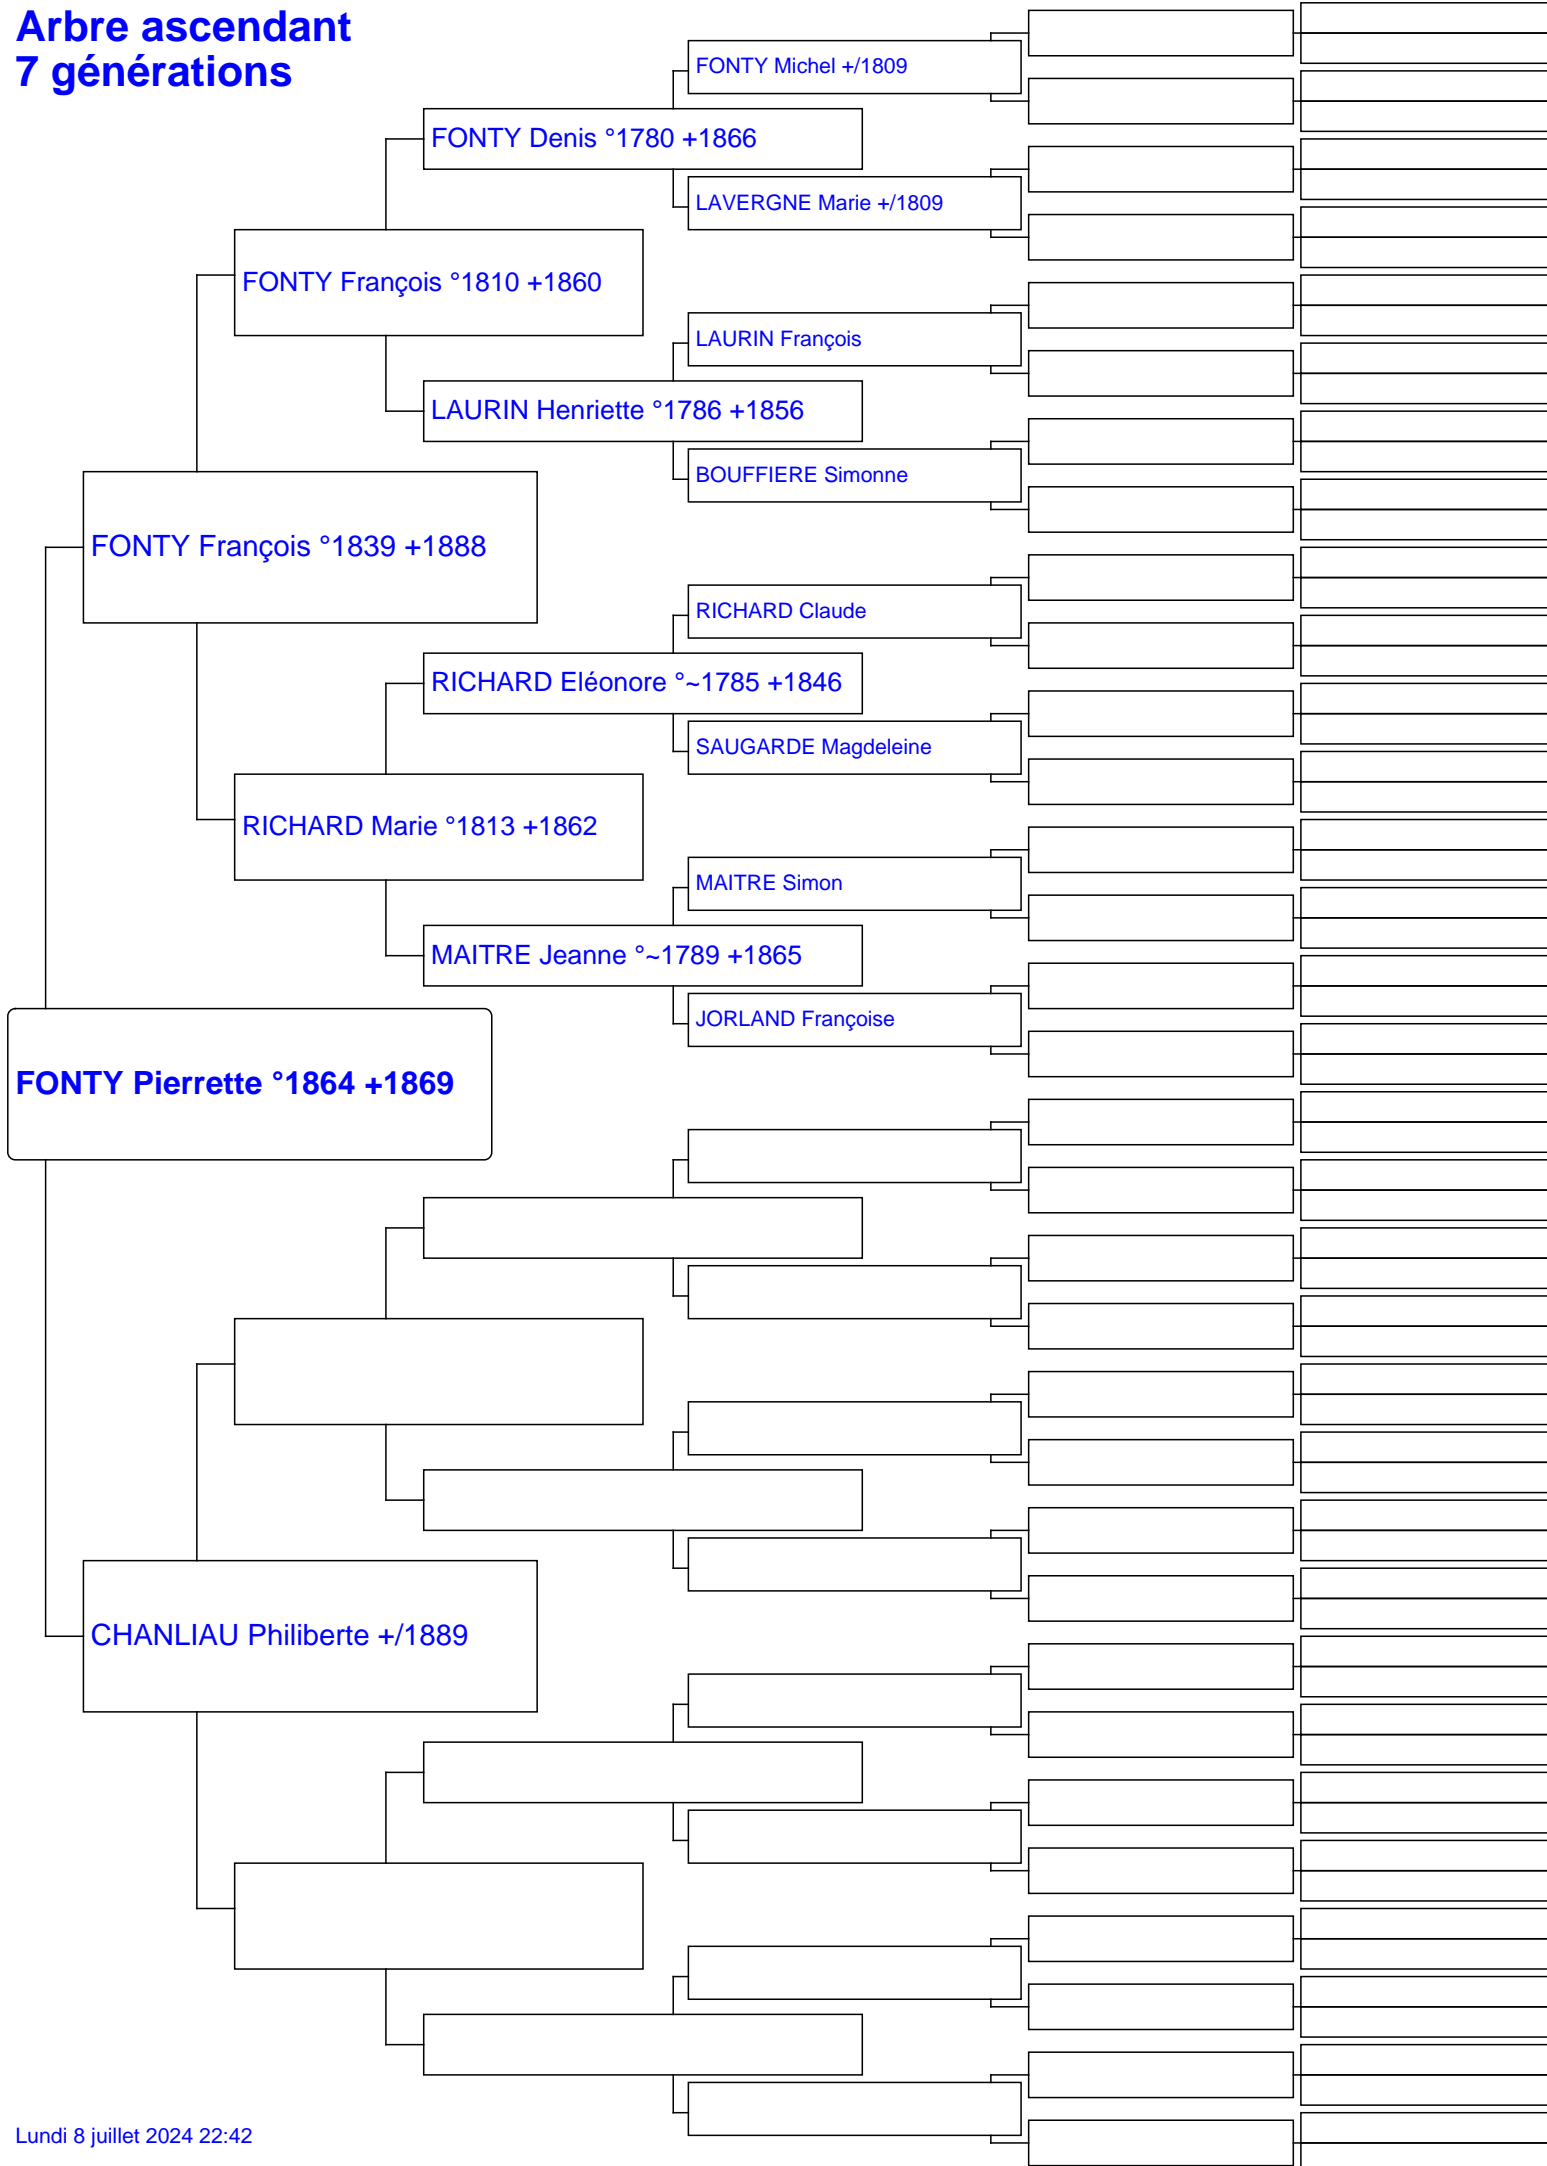 Arbre ascendant
7 générations
FONTY Michel +/1809
FONTY Denis °1780 +1866
LAVERGNE Marie +/1809
FONTY François °1810 +1860
LAURIN François
LAURIN Henriette °1786 +1856
BOUFFIERE Simonne
FONTY François °1839 +1888
RICHARD Claude
RICHARD Eléonore °~1785 +1846
SAUGARDE Magdeleine
RICHARD Marie °1813 +1862
MAITRE Simon
MAITRE Jeanne °~1789 +1865
JORLAND Françoise
FONTY Pierrette °1864 +1869
CHANLIAU Philiberte +/1889
Lundi 8 juillet 2024 22:42